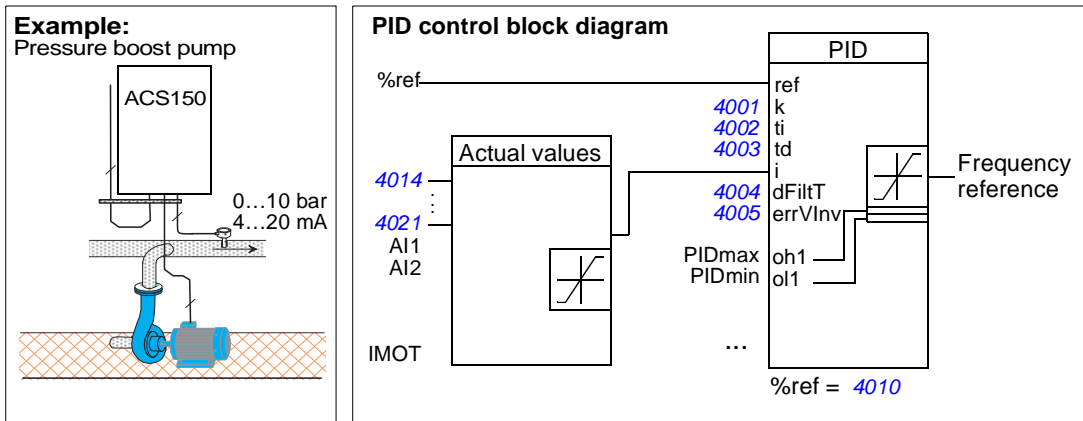 Example:
Pressure boost pump
ACS150
0…10 bar
4…20 mA
PID control block diagram
%ref
4014
4021
AI1
AI2
IMOT
Actual values
PID
ref
4001 k
4002 ti
4003 td
i
4004 dFiltT
4005 errVInv
PIDmax oh1
PIDmin ol1
...
Frequency
reference
%ref = 4010